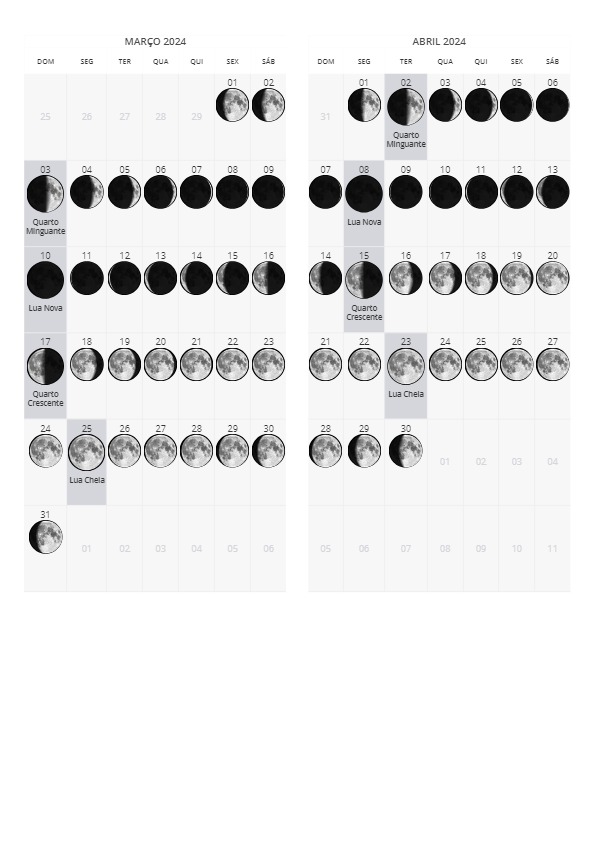 MARÇO 2024
DOM SEG TER QUA QUI SEX SÁB
25 26 27 28 29 01 02
03 04 05 06 07 08 09
Quarto
Minguante
10 11 12 13 14 15 16
Lua Nova
17 18 19 20 21 22 23
Quarto
Crescente
24 25 26 27 28 29 30
Lua Cheia
31 01 02 03 04 05 06
ABRIL 2024
DOM SEG TER QUA QUI SEX SÁB
31 01 02 03 04 05 06
Quarto
Minguante
07 08 09 10 11 12 13
Lua Nova
14 15 16 17 18 19 20
Quarto
Crescente
21 22 23 24 25 26 27
Lua Cheia
28 29 30 01 02 03 04
05 06 07 08 09 10 11